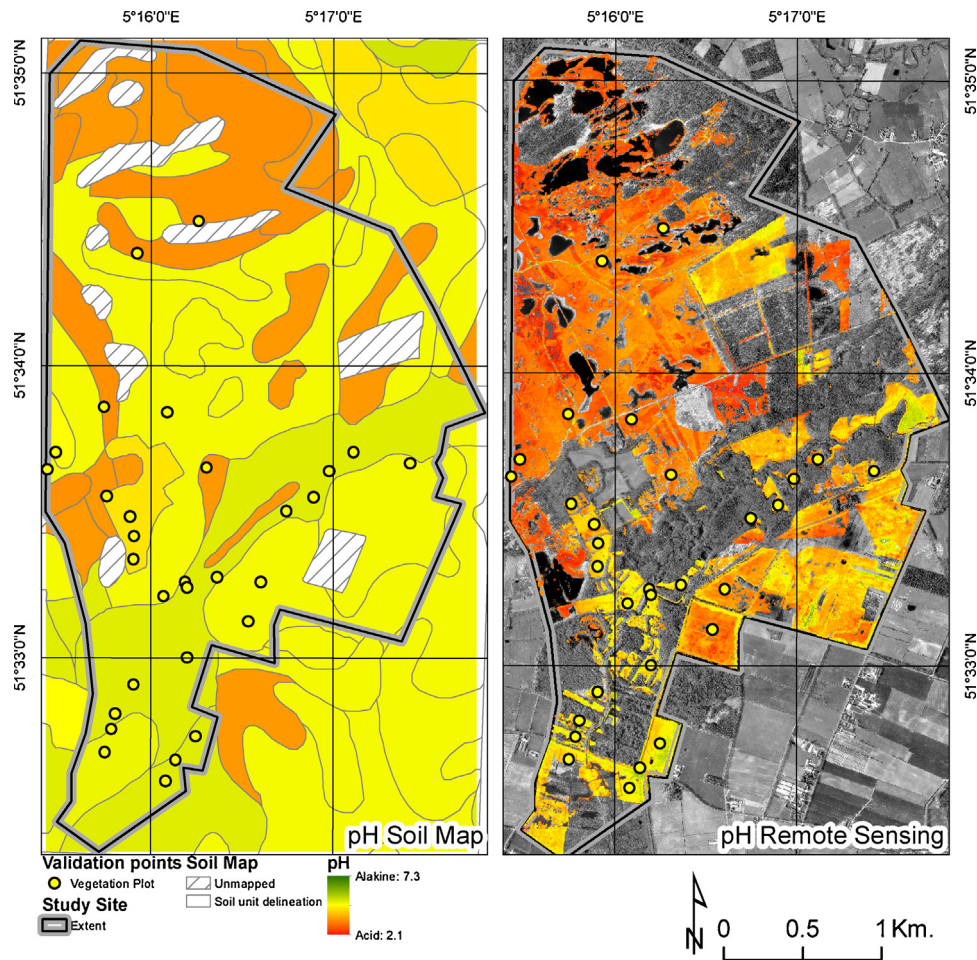 5°16'0"E 5°17'0"E 5°16'0"E 5°17'0"E
51°35'0"N
51°35'0"N
51°34'0"N
51°34'0"N
51°33'0"N
51°33'0"N
pH Soil Map
pH Remote Sensing
Validation points Soil Map pH
Vegetation Plot
Unmapped
Alakine: 7.3
Study Site
Soil unit delineation
Extent
Acid: 2.1
N
0 0.5 1 Km.